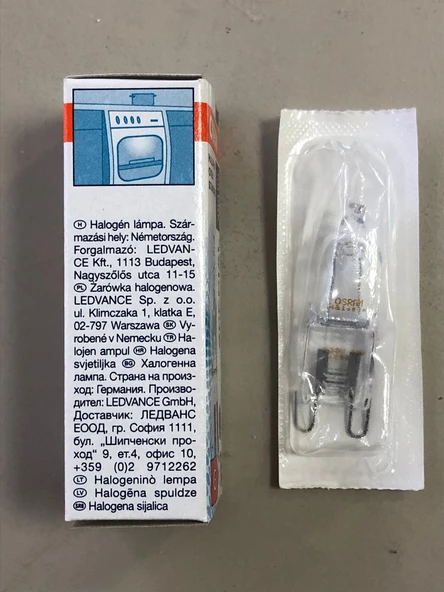 (H) Halogén lámpa. Szár-
mazási hely: Németország.
Forgalmazó: LEDVAN-
CE Kft., 1113 Budapest,
Nagyszőlős utca 11-15
(PL) Żarówka halogenowa.
LEDVANCE Sp. z o.o.
ul. Klimczaka 1, klatka E,
02-797 Warszawa (SK) Vy-
robené v Nemecku (TR) Ha-
lojen ampul (HR) Halogena
svjetiljka (BG) Халогенна
лампа. Страна на произ-
ход: Германия. Произво-
дител: LEDVANCE GmbH,
Доставчик: ЛЕДВАНС
ЕООД, гр. София 1111,
бул. „Шипченски про-
ход" 9, ет.4, офис 10,
+359 (0)2 9712262
(LT) Halogeninò lempa
(LV) Halogēna spuldze
(SRB) Halogena sijalica
OSRAM